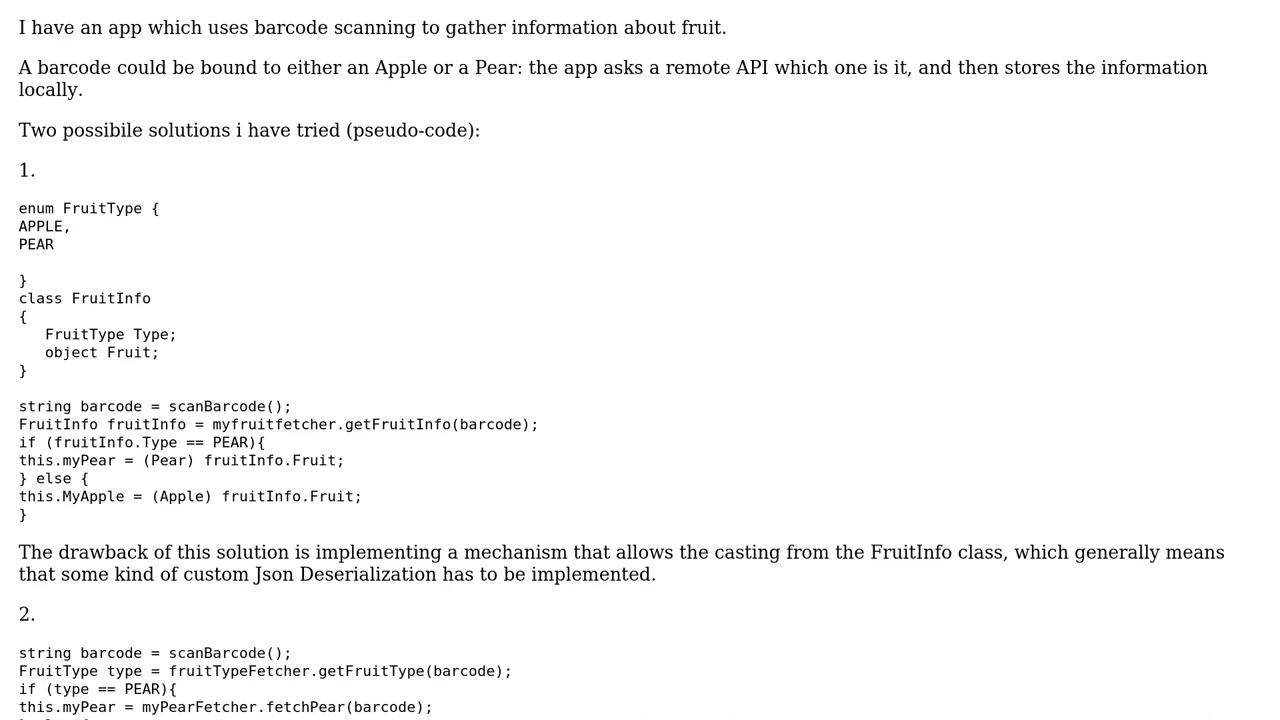 I have an app which uses barcode scanning to gather information about fruit.
A barcode could be bound to either an Apple or a Pear: the app asks a remote API which one is it, and then stores the information
locally.
Two possibile solutions i have tried (pseudo-code):
1.
enum FruitType {
APPLE,
PEAR
}
class FruitInfo
{
   FruitType Type;
   object Fruit;
}
string barcode = scanBarcode();
FruitInfo fruitInfo = myfruitfetcher.getFruitInfo(barcode);
if (fruitInfo.Type == PEAR){
this.myPear = (Pear) fruitInfo.Fruit;
} else {
this.MyApple = (Apple) fruitInfo.Fruit;
}
The drawback of this solution is implementing a mechanism that allows the casting from the FruitInfo class, which generally means
that some kind of custom Json Deserialization has to be implemented.
2.
string barcode = scanBarcode();
FruitType type = fruitTypeFetcher.getFruitType(barcode);
if (type == PEAR){
this.myPear = myPearFetcher.fetchPear(barcode);